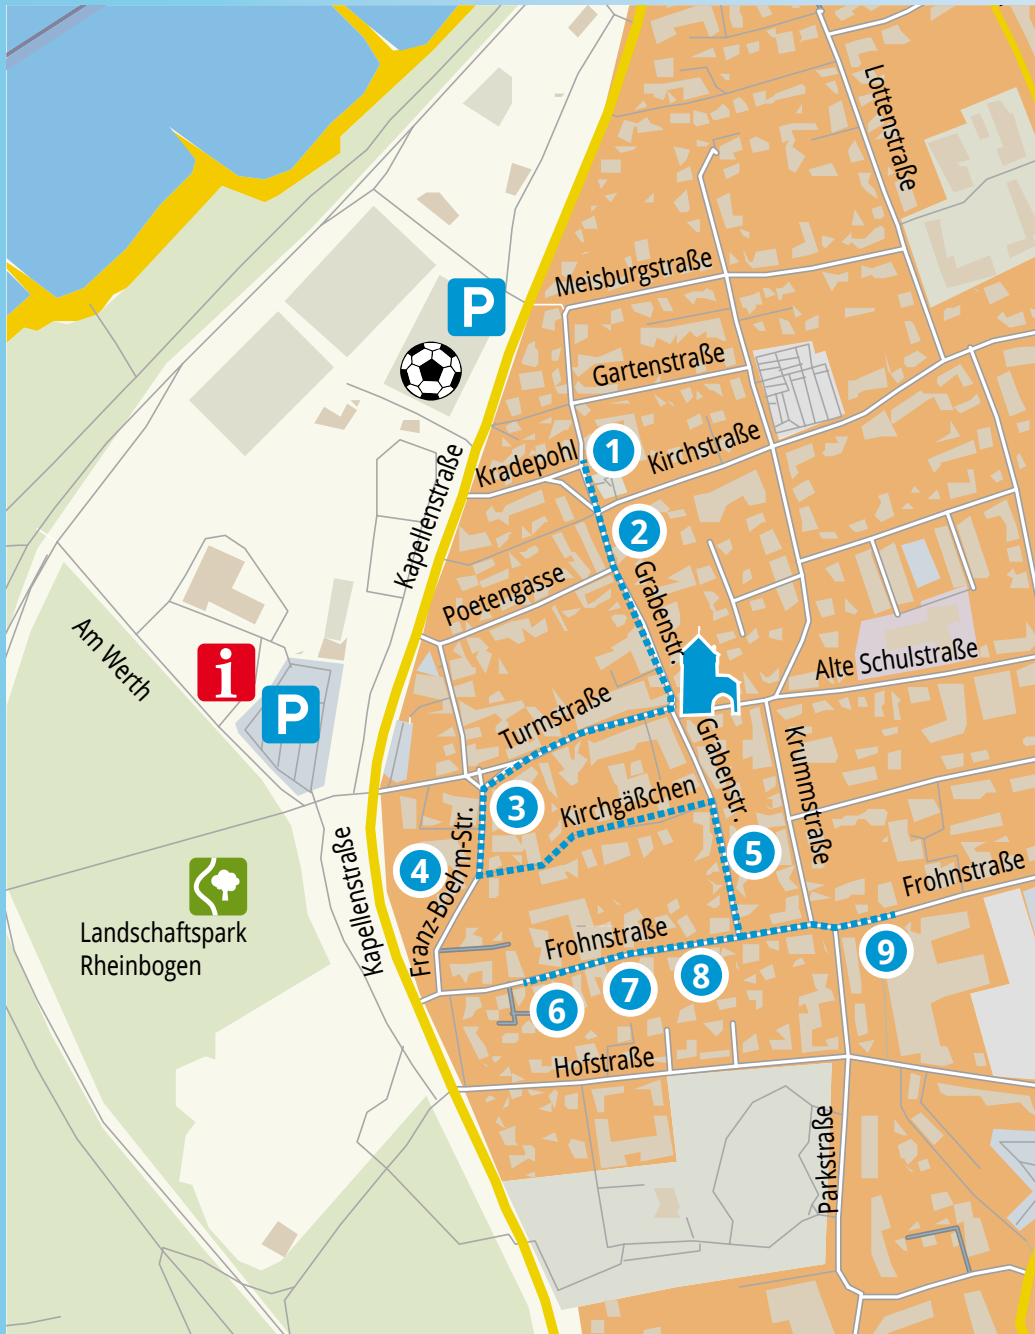 Lottenstraße
Meisburgstraße
P
Gartenstraße
1
Kradepohl
Kirchstraße
Kapellenstraße
2
Poetengasse
Grabenstr.
Am Werth
i
P
Alte Schulstraße
Turmstraße
Grabenstr.
Krummstraße
3
Kirchgäßchen
Franz-Boehm-Str.
4
5
Kapellenstraße
Frohnstraße
Landschaftspark
Rheinbogen
Frohnstraße
9
6
7
8
Hofstraße
Parkstraße